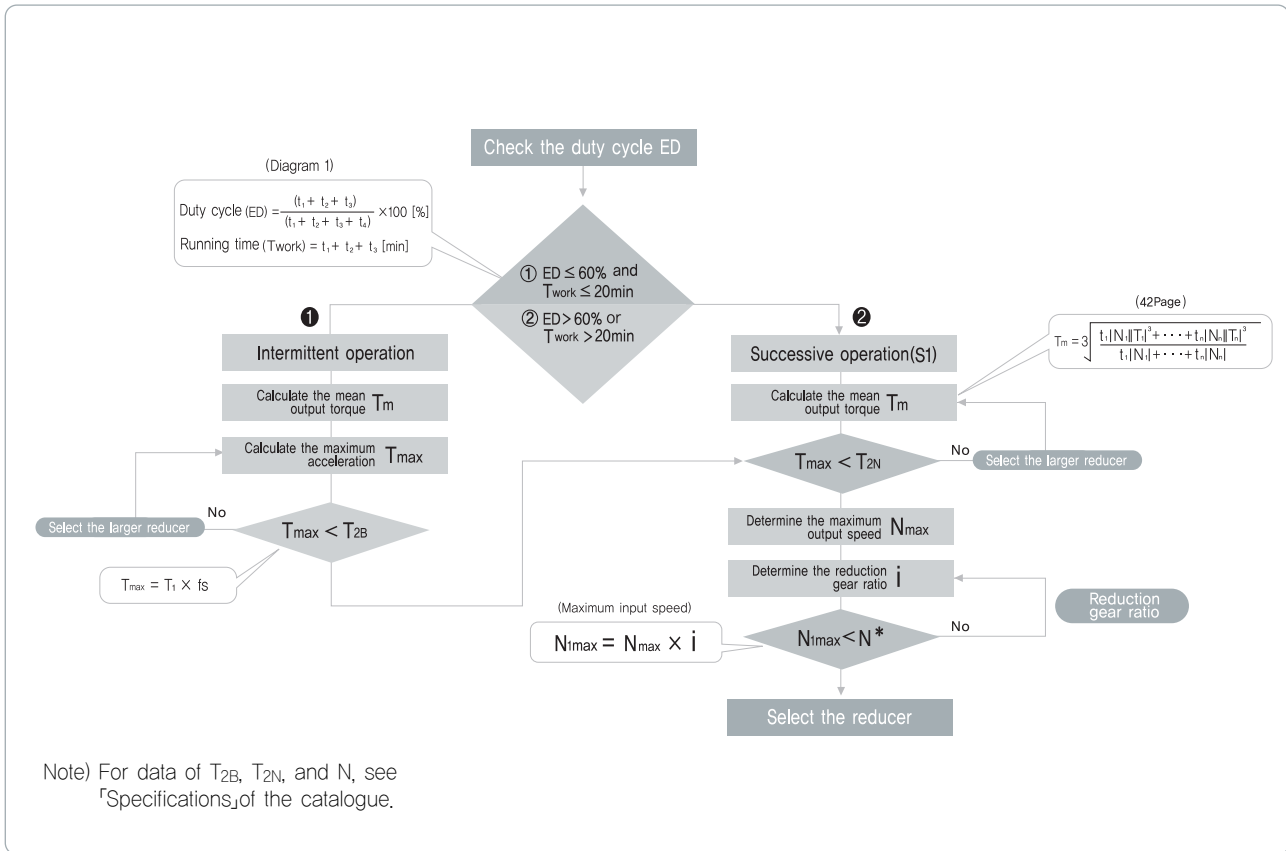 Check the duty cycle ED
(Diagram 1)
Duty cycle (ED) = (t₁ + t₂ + t₃) / (t₁ + t₂ + t₃ + t₄) ×100 [%]
Running time (Twork) = t₁ + t₂ + t₃ [min]
① ED ≤ 60% and
Twork ≤ 20min
② ED > 60% or
Twork > 20min
❶
Intermittent operation
Calculate the mean
output torque Tm
Calculate the maximum
acceleration Tmax
Select the larger reducer
No
Tmax < T2B
Tmax = T₁ × fs
❷
Successive operation(S1)
(42Page)
Tm = 3√ t₁|N₁||T₁|³ + ··· + tₙ|Nₙ||Tₙ|³ / t₁|N₁| + ··· + tₙ|Nₙ|
Calculate the mean
output torque Tm
Tmax < T2N
No
Select the larger reducer
Determine the maximum
output speed Nmax
Determine the reduction
gear ratio i
(Maximum input speed)
N1max = Nmax × i
N1max < N*
No
Reduction
gear ratio
Select the reducer
Note) For data of T2B, T2N, and N, see
「Specifications」of the catalogue.